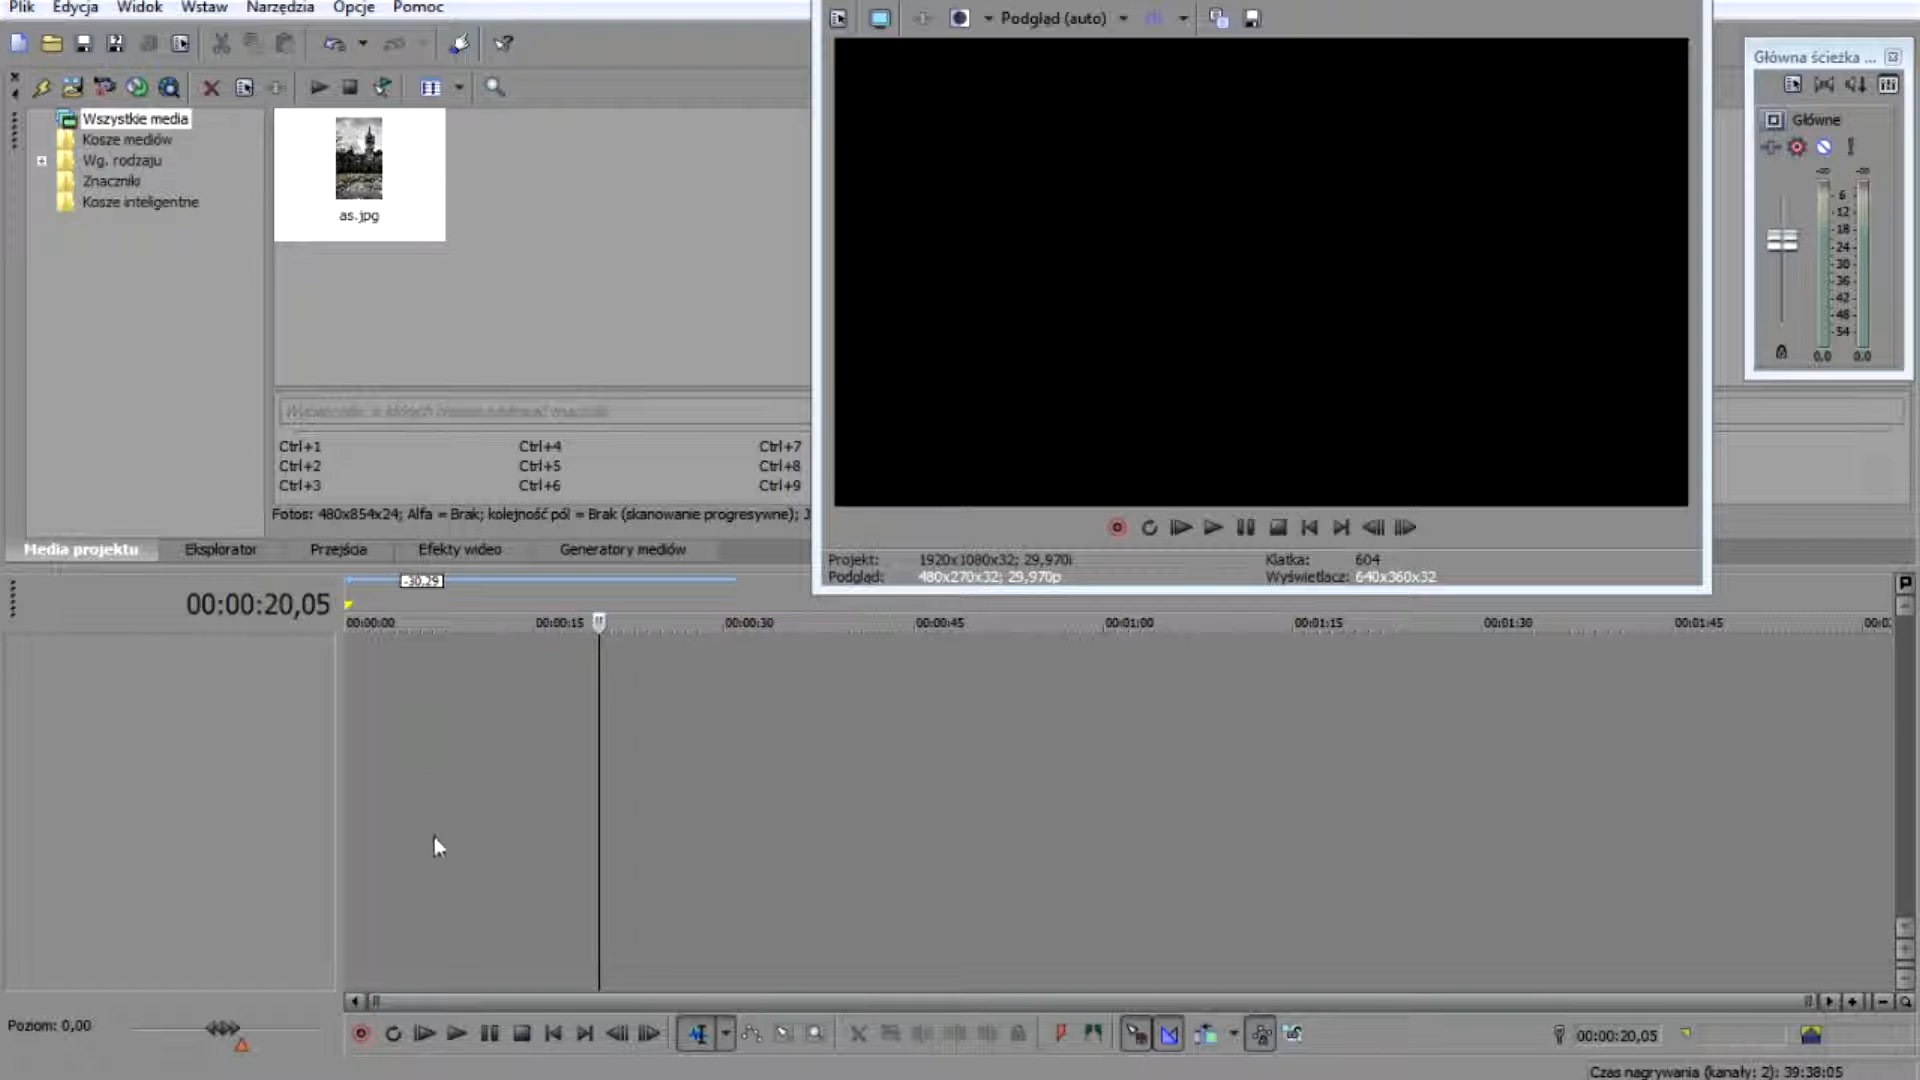 Plik Edycja Widok Wstaw Narzędzia Opcje Pomoc
Podgląd (auto)
Główna ścieżka ...
Wszystkie media
Kosze mediów
Wg. rodzaju
Znaczniki
Kosze inteligentne
as.jpg
Główne
-∞ -∞
6
-12-
-18-
-24-
-30-
-36-
-42-
-48-
-54-
0,0 0,0
Ctrl+1 Ctrl+4 Ctrl+7
Ctrl+2 Ctrl+5 Ctrl+8
Ctrl+3 Ctrl+6 Ctrl+9
Fotos: 480x854x24; Alfa = Brak; kolejność pól = Brak (skanowanie progresywne); J
Media projektu Eksplorator Przejścia Efekty wideo Generatory mediów
Projekt: 1920x1080x32; 29,970i Klatka: 604
Podgląd: 480x270x32; 29,970p Wyświetlacz: 640x360x32
-30,29
00:00:20,05
00:00:00 00:00:15 00:00:30 00:00:45 00:01:00 00:01:15 00:01:30 00:01:45 00:0
Poziom: 0,00
00:00:20,05
Czas nagrywania (kanały: 2): 39:38:05